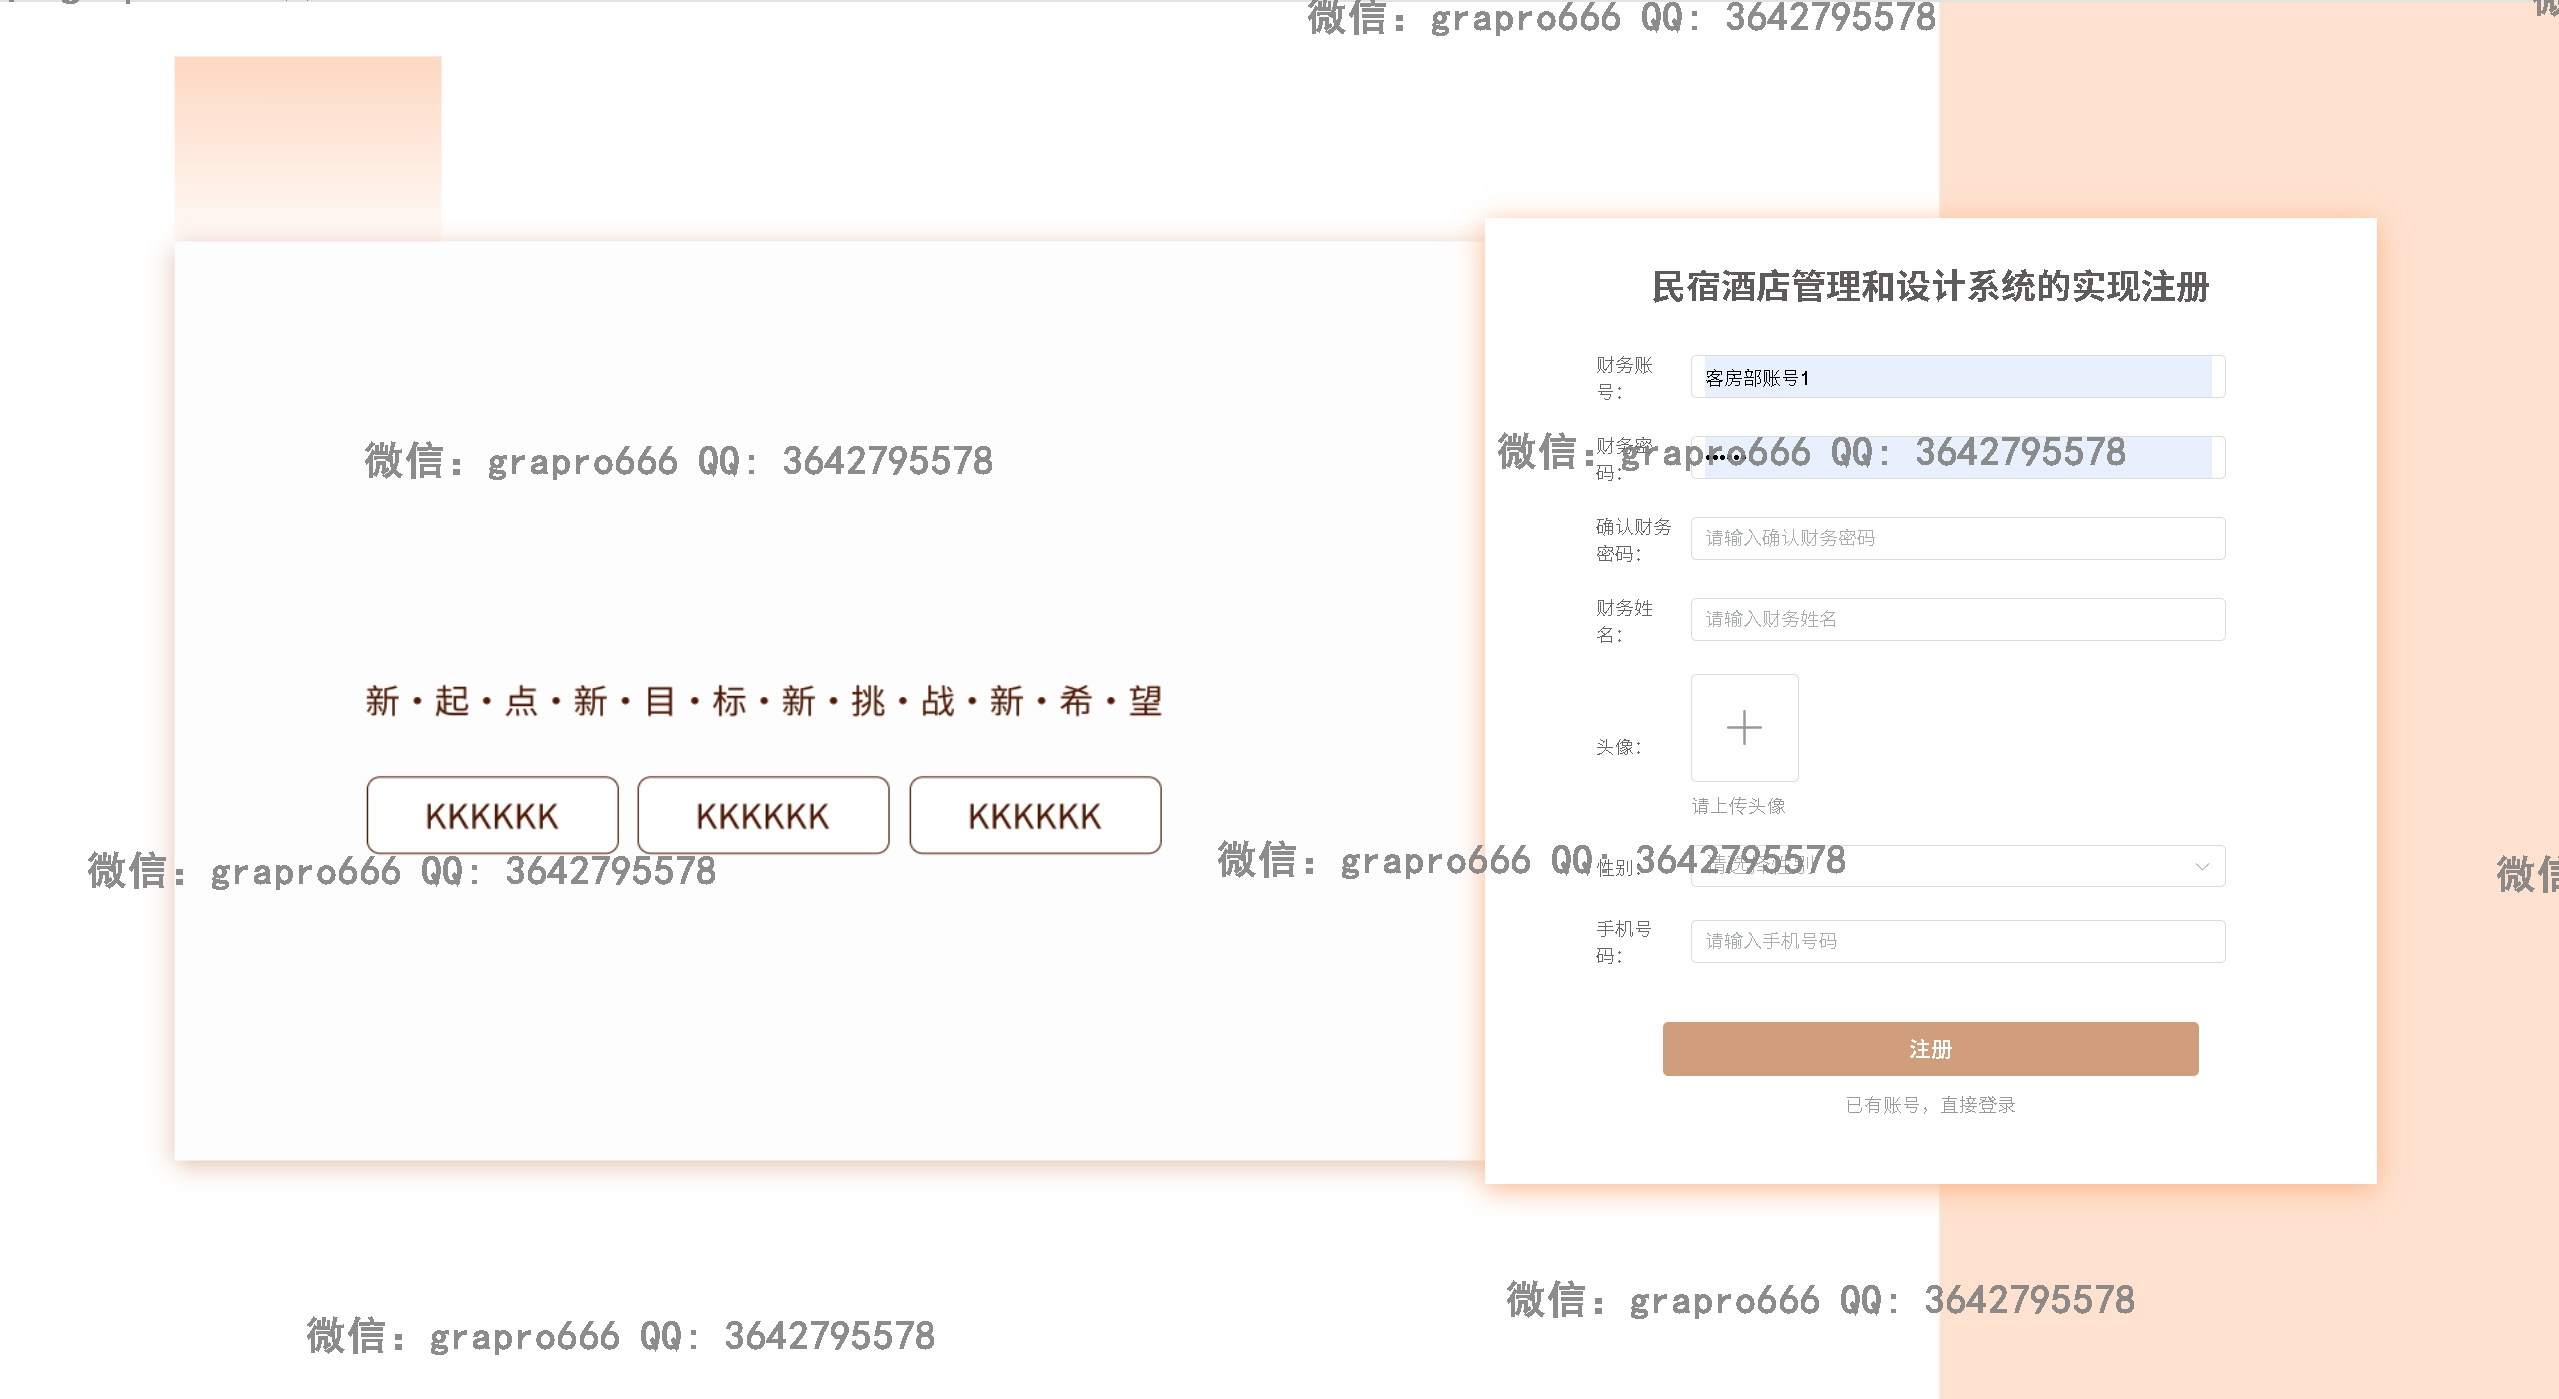 微信: grapro666 QQ: 3642795578
民宿酒店管理和设计系统的实现注册
财务账
号:
客房部账号1
微信: grapro666 QQ: 3642795578
微信: grapro666 QQ: 3642795578
财务密
码:
确认财务
密码:
请输入确认财务密码
财务姓
名:
请输入财务姓名
新·起·点·新·目·标·新·挑·战·新·希·望
头像:
请上传头像
KKKKKK
KKKKKK
KKKKKK
微信: grapro666 QQ: 3642795578
微信: grapro666 QQ: 3642795578
微信
性别:
请选择性别
手机号
码:
请输入手机号码
注册
已有账号，直接登录
微信: grapro666 QQ: 3642795578
微信: grapro666 QQ: 3642795578